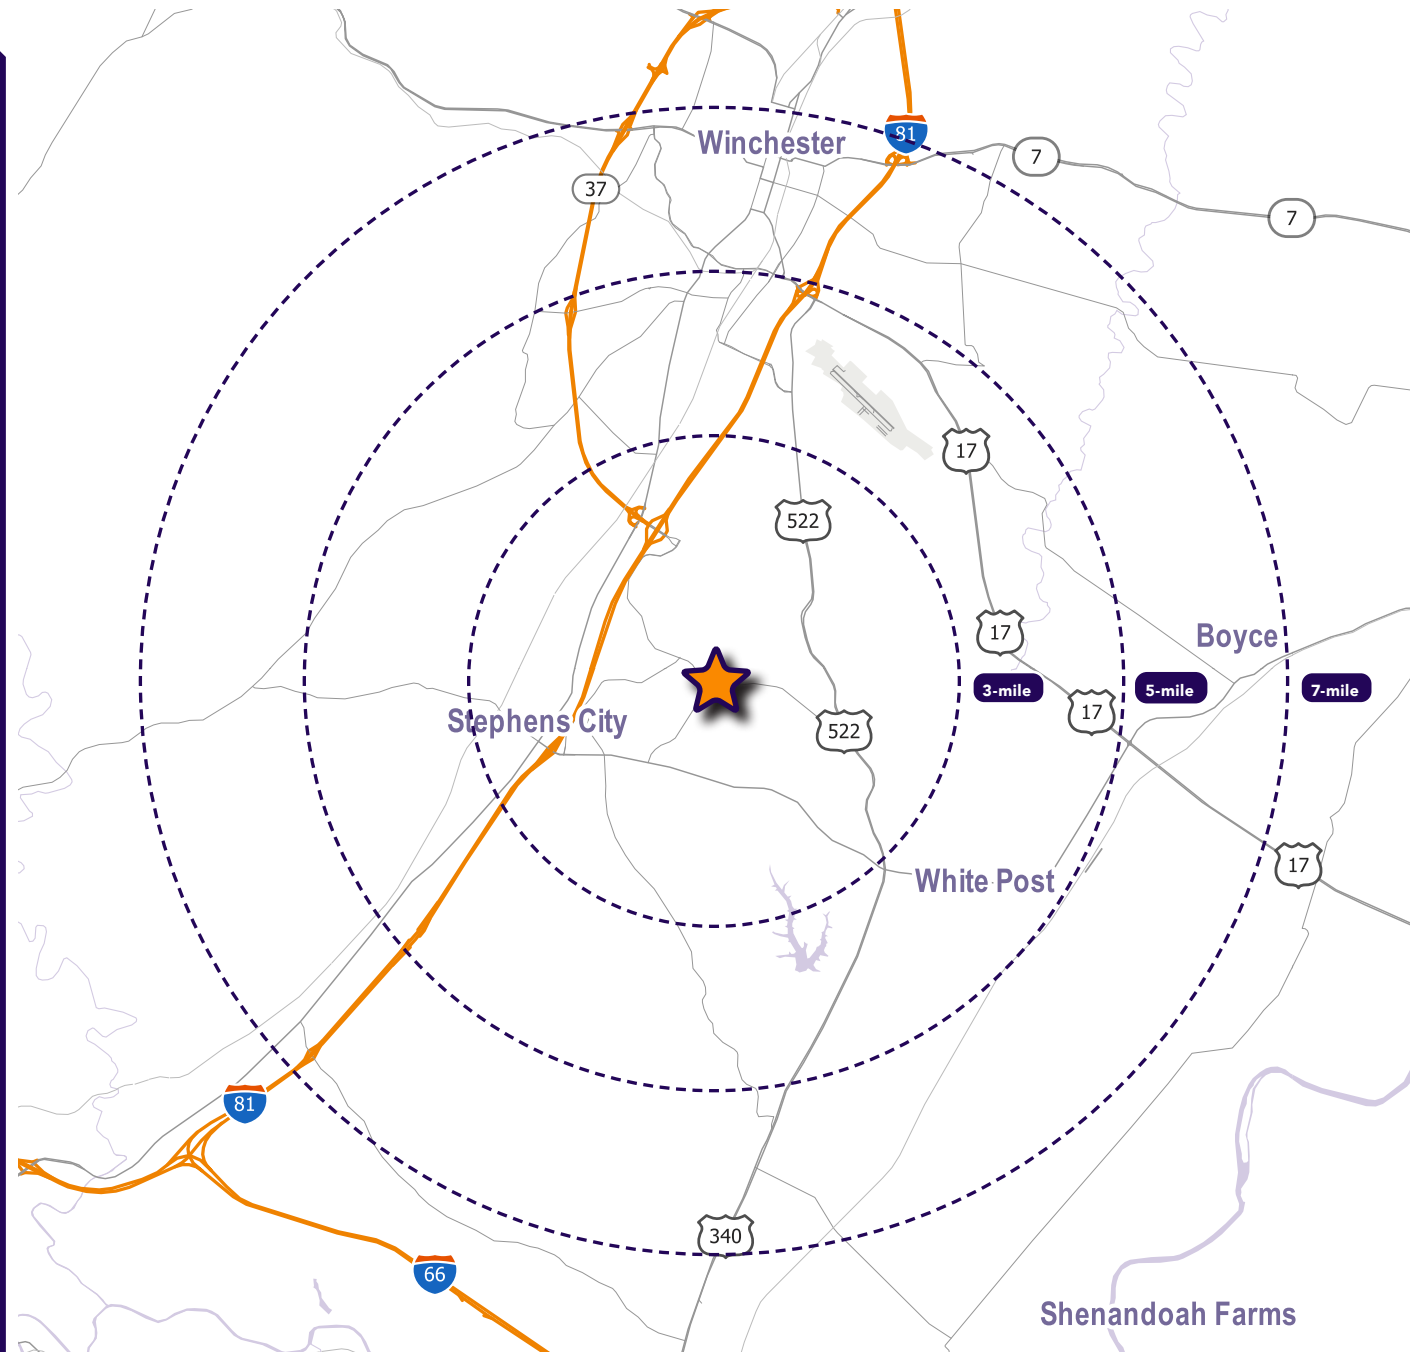 81
Winchester
7
37
7
17
522
17
Boyce
3-mile
5-mile
7-mile
17
Stephens City
522
17
White Post
81
340
66
Shenandoah Farms